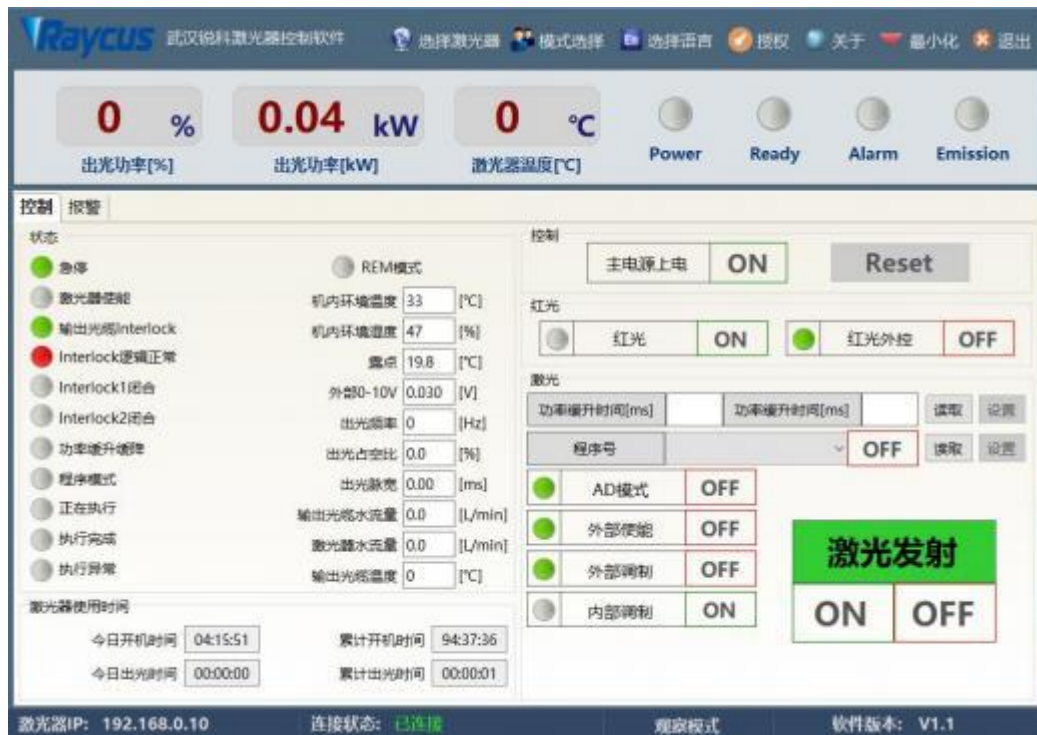 Raycus 武汉锐科激光器控制软件 选择激光器 模式选择 选择语言 授权 关于 最小化 退出
0 % 0.04 kW 0 ℃
出光功率[%] 出光功率[kW] 激光器温度[℃] Power Ready Alarm Emission
控制 报警
状态
急停 REM模式
激光器使能 机内环境温度 33 [℃]
输出光缆Interlock 机内环境湿度 47 [%]
Interlock逻辑正常 露点 19.8 [℃]
Interlock1闭合 外部0-10V 0.030 [V]
Interlock2闭合 出光频率 0 [Hz]
功率缓升缓降 出光占空比 0.0 [%]
程序模式 出光脉宽 0.00 [ms]
正在执行 输出光缆水流量 0.0 [L/min]
执行完成 激光器水流量 0.0 [L/min]
执行异常 输出光缆温度 0 [℃]
激光器使用时间
今日开机时间 04:15:51 累计开机时间 94:37:36
今日出光时间 00:00:00 累计出光时间 00:00:01
控制
主电源上电 ON Reset
红光
红光 ON 红光外控 OFF
激光
功率缓升时间[ms] 功率缓升时间[ms] 读取 设置
程序号 OFF 读取 设置
AD模式 OFF
外部使能 OFF
外部调制 OFF
内部调制 ON
激光发射
ON OFF
激光器IP: 192.168.0.10 连接状态: 已连接 观察模式 软件版本: V1.1